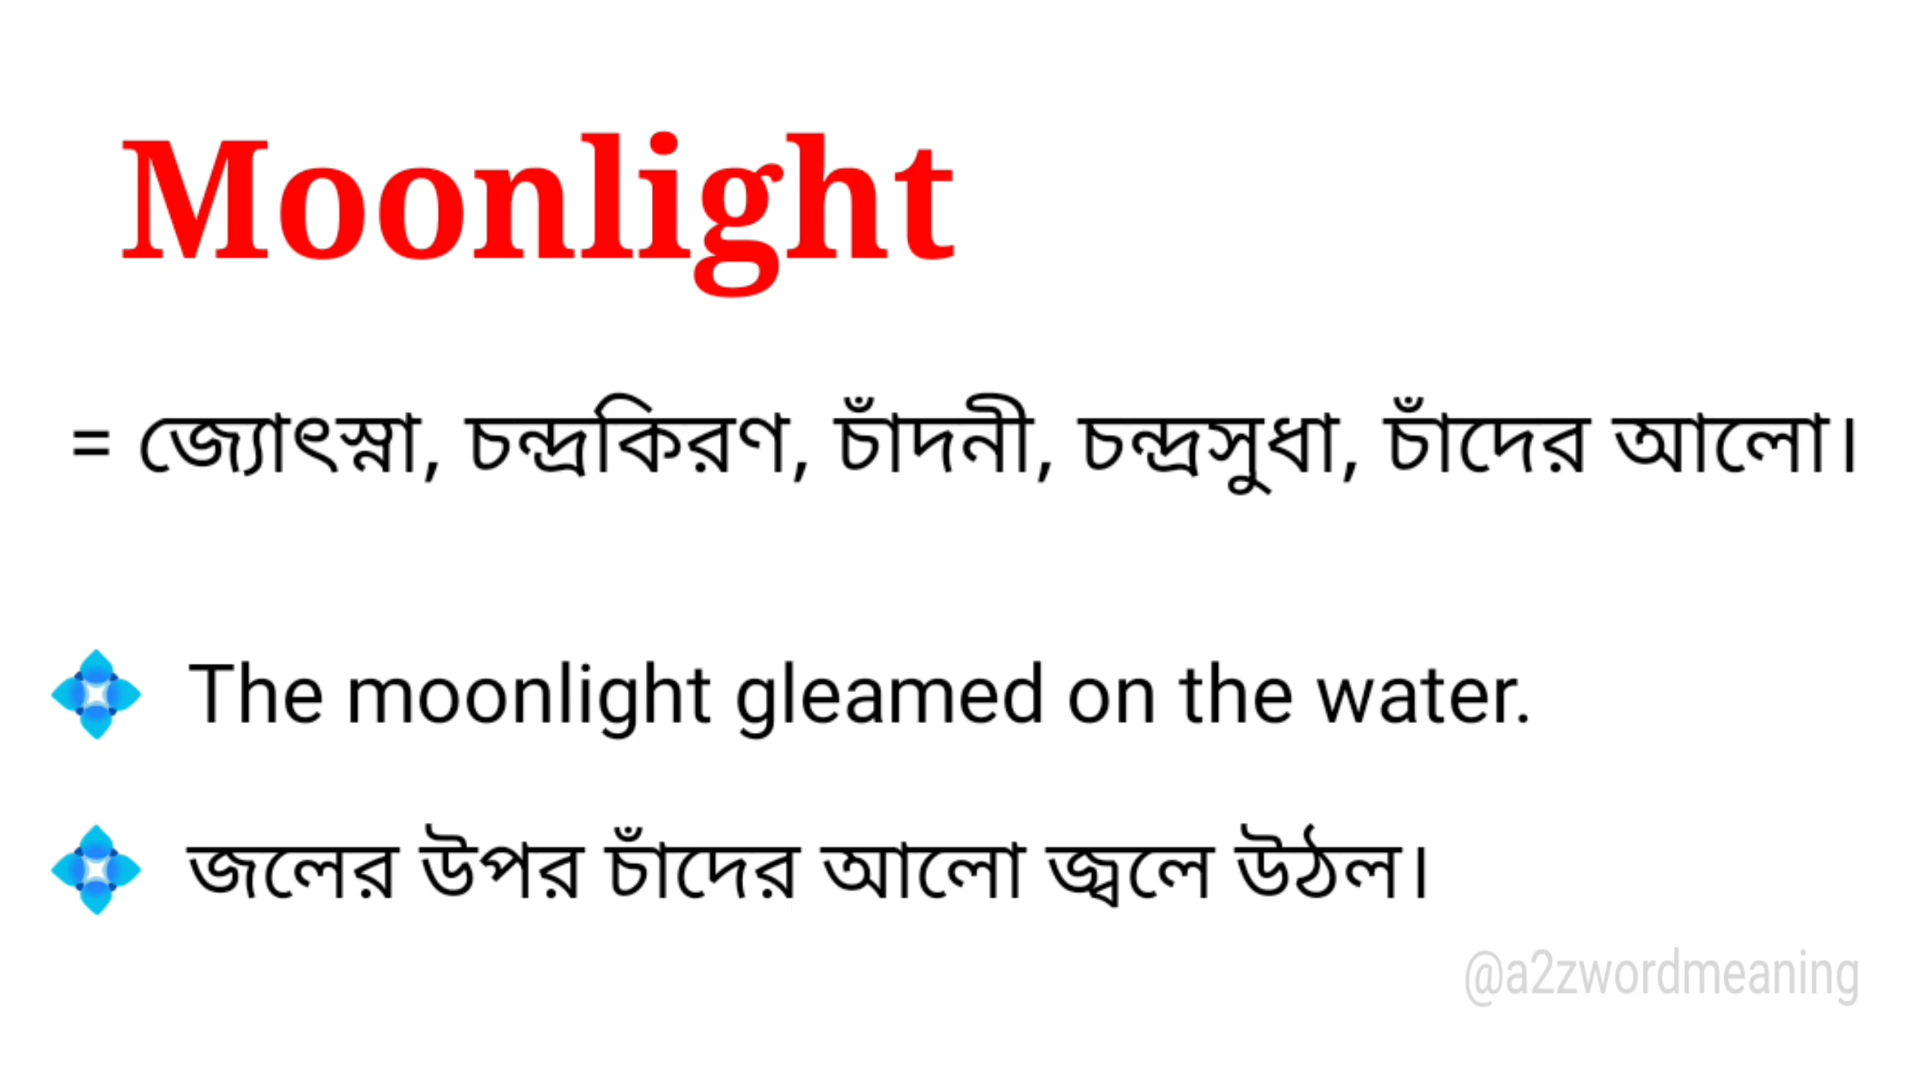 Moonlight
= জ্যোৎস্না, চন্দ্রকিরণ, চাঁদনী, চন্দ্রসুধা, চাঁদের আলো।
The moonlight gleamed on the water.
জলের উপর চাঁদের আলো জ্বলে উঠল।
@a2zwordmeaning